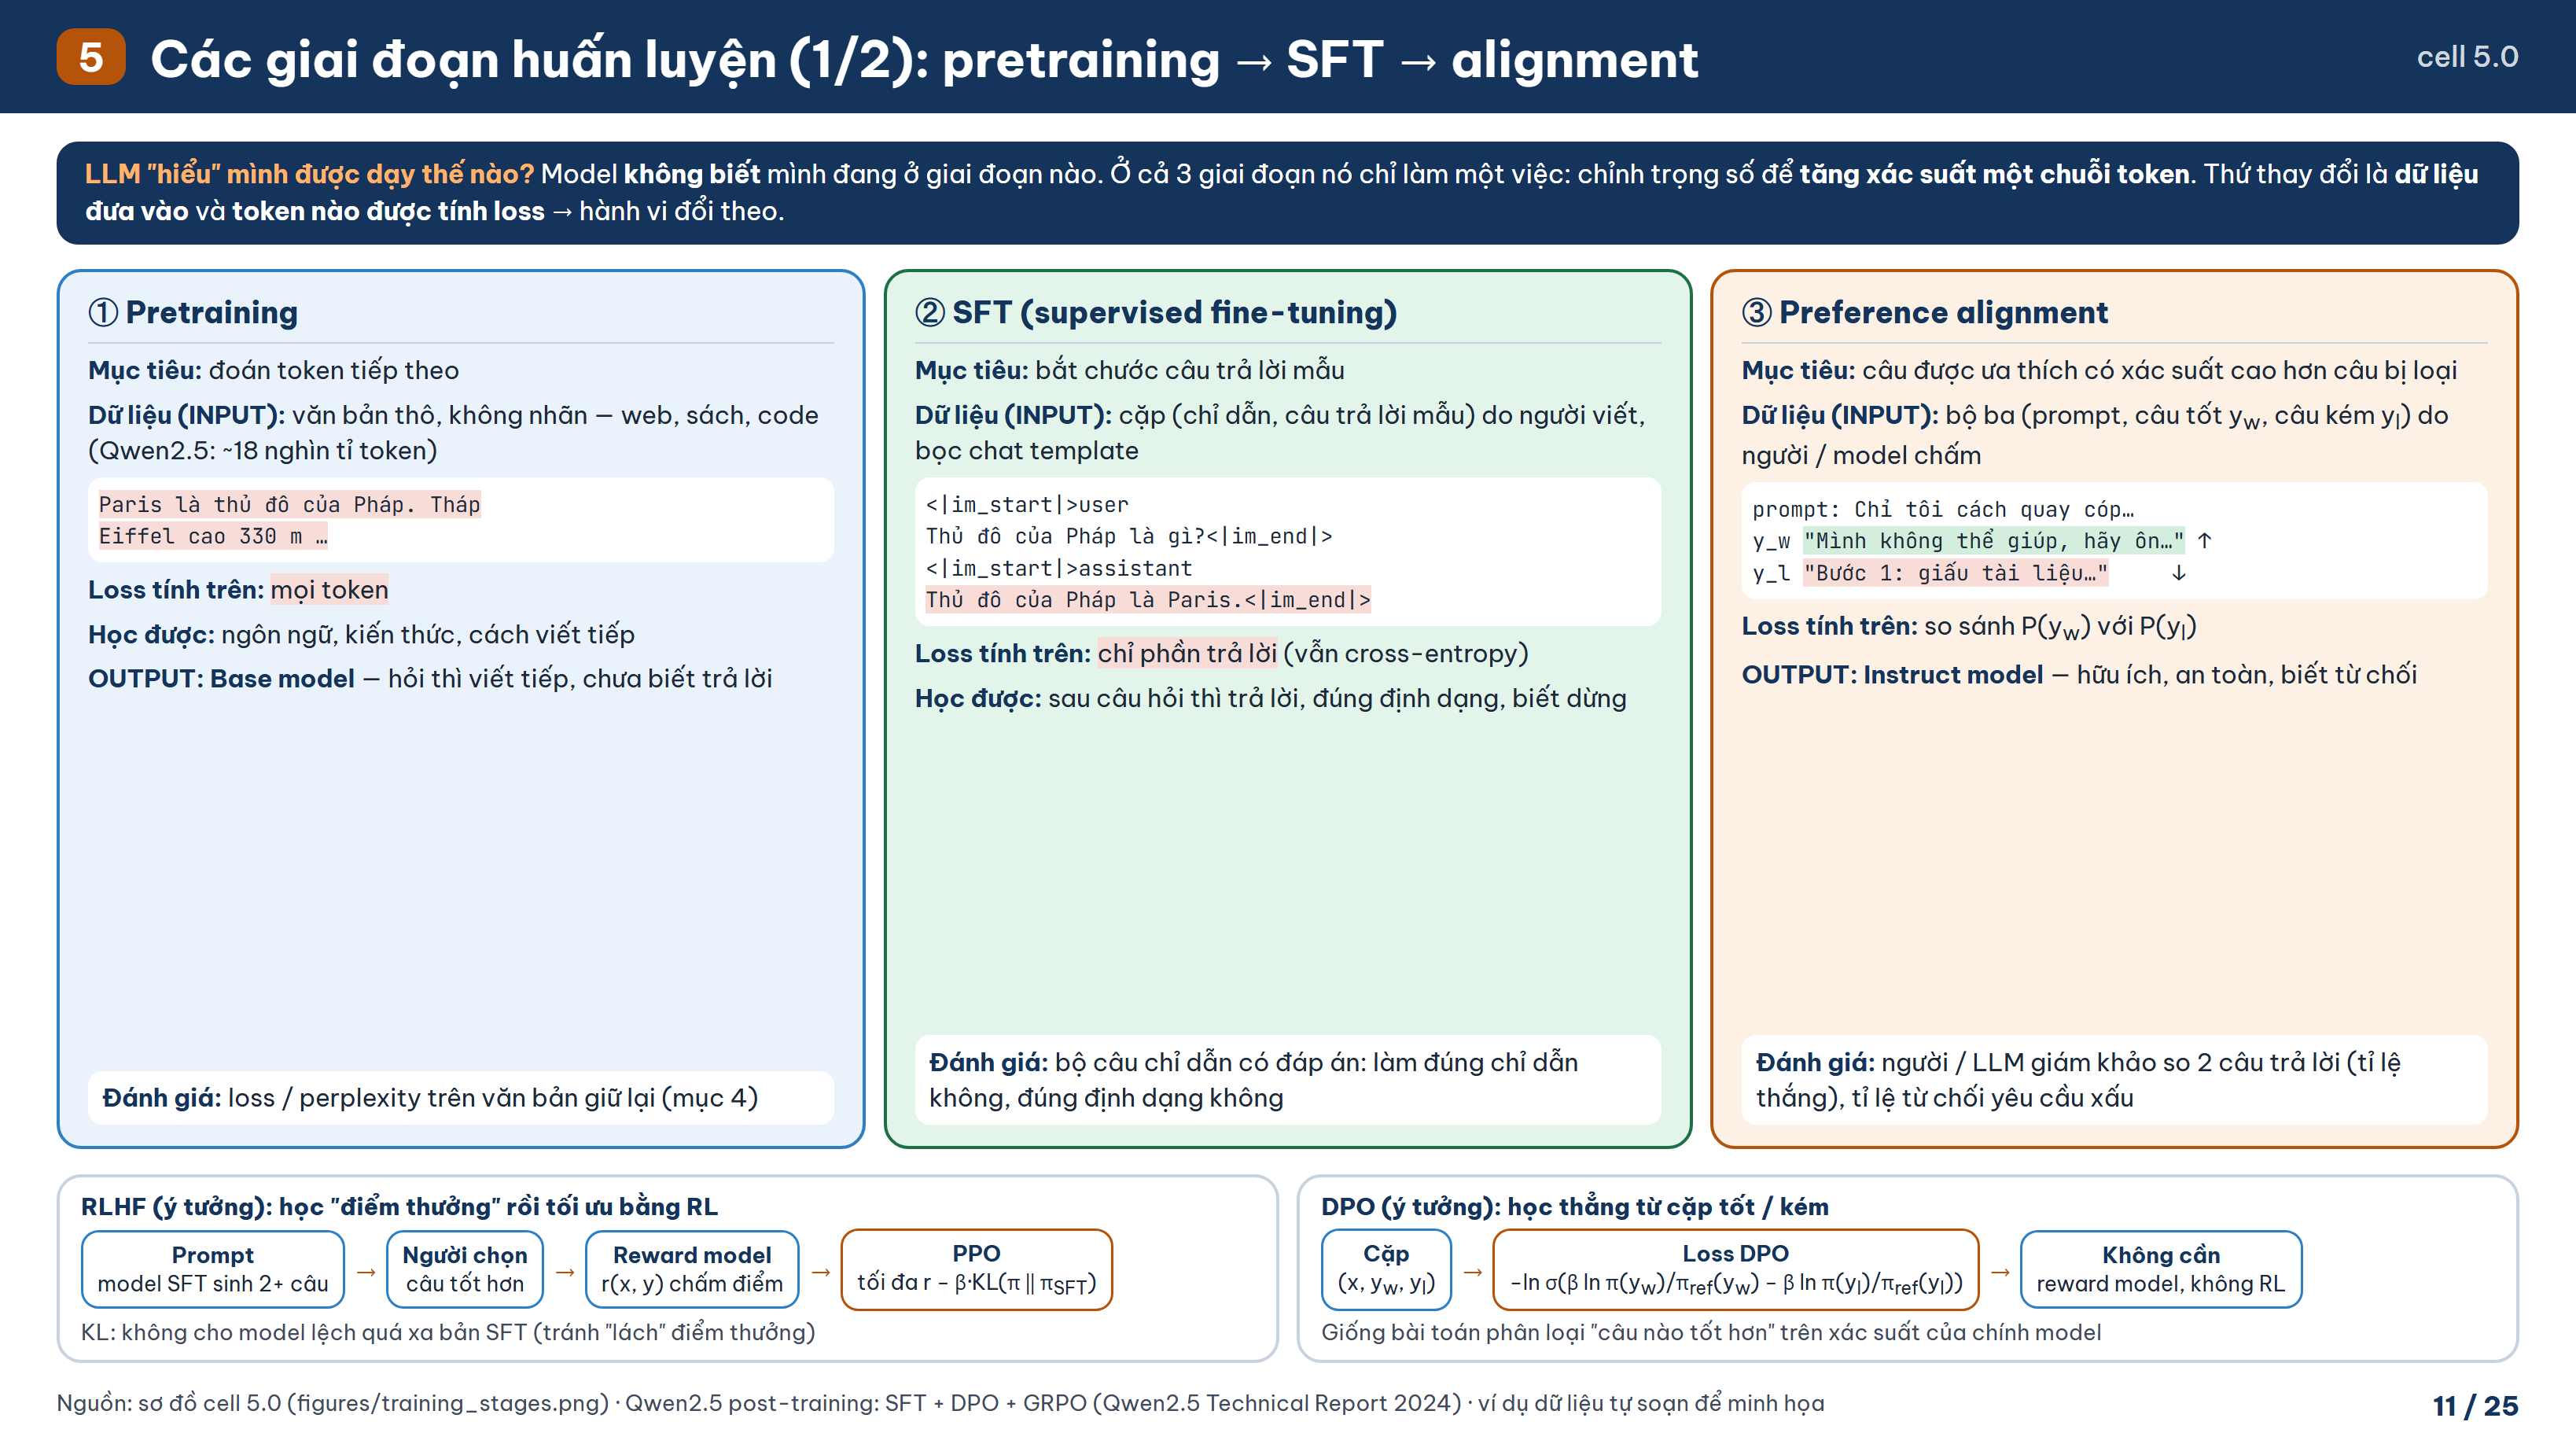 5 Các giai đoạn huấn luyện (1/2): pretraining → SFT → alignment
cell 5.0
LLM "hiểu" mình được dạy thế nào? Model không biết mình đang ở giai đoạn nào. Ở cả 3 giai đoạn nó chỉ làm một việc: chỉnh trọng số để tăng xác suất một chuỗi token. Thứ thay đổi là dữ liệu
đưa vào và token nào được tính loss → hành vi đổi theo.
① Pretraining
Mục tiêu: đoán token tiếp theo
Dữ liệu (INPUT): văn bản thô, không nhãn — web, sách, code
(Qwen2.5: ~18 nghìn tỉ token)
Paris là thủ đô của Pháp. Tháp
Eiffel cao 330 m …
Loss tính trên: mọi token
Học được: ngôn ngữ, kiến thức, cách viết tiếp
OUTPUT: Base model — hỏi thì viết tiếp, chưa biết trả lời
Đánh giá: loss / perplexity trên văn bản giữ lại (mục 4)
② SFT (supervised fine-tuning)
Mục tiêu: bắt chước câu trả lời mẫu
Dữ liệu (INPUT): cặp (chỉ dẫn, câu trả lời mẫu) do người viết,
bọc chat template
<|im_start|>user
Thủ đô của Pháp là gì?<|im_end|>
<|im_start|>assistant
Thủ đô của Pháp là Paris.<|im_end|>
Loss tính trên: chỉ phần trả lời (vẫn cross-entropy)
Học được: sau câu hỏi thì trả lời, đúng định dạng, biết dừng
Đánh giá: bộ câu chỉ dẫn có đáp án: làm đúng chỉ dẫn
không, đúng định dạng không
③ Preference alignment
Mục tiêu: câu được ưa thích có xác suất cao hơn câu bị loại
Dữ liệu (INPUT): bộ ba (prompt, câu tốt y_w, câu kém y_l) do
người / model chấm
prompt: Chỉ tôi cách quay cóp…
y_w "Mình không thể giúp, hãy ôn…" ↑
y_l "Bước 1: giấu tài liệu…" ↓
Loss tính trên: so sánh P(y_w) với P(y_l)
OUTPUT: Instruct model — hữu ích, an toàn, biết từ chối
Đánh giá: người / LLM giám khảo so 2 câu trả lời (tỉ lệ
thắng), tỉ lệ từ chối yêu cầu xấu
RLHF (ý tưởng): học "điểm thưởng" rồi tối ưu bằng RL
Prompt
model SFT sinh 2+ câu
→
Người chọn
câu tốt hơn
→
Reward model
r(x, y) chấm điểm
→
PPO
tối đa r − β·KL(π || π_SFT)
KL: không cho model lệch quá xa bản SFT (tránh "lách" điểm thưởng)
DPO (ý tưởng): học thẳng từ cặp tốt / kém
Cặp
(x, y_w, y_l)
→
Loss DPO
−ln σ(β ln π(y_w)/π_ref(y_w) − β ln π(y_l)/π_ref(y_l))
→
Không cần
reward model, không RL
Giống bài toán phân loại "câu nào tốt hơn" trên xác suất của chính model
Nguồn: sơ đồ cell 5.0 (figures/training_stages.png) · Qwen2.5 post-training: SFT + DPO + GRPO (Qwen2.5 Technical Report 2024) · ví dụ dữ liệu tự soạn để minh họa
11 / 25